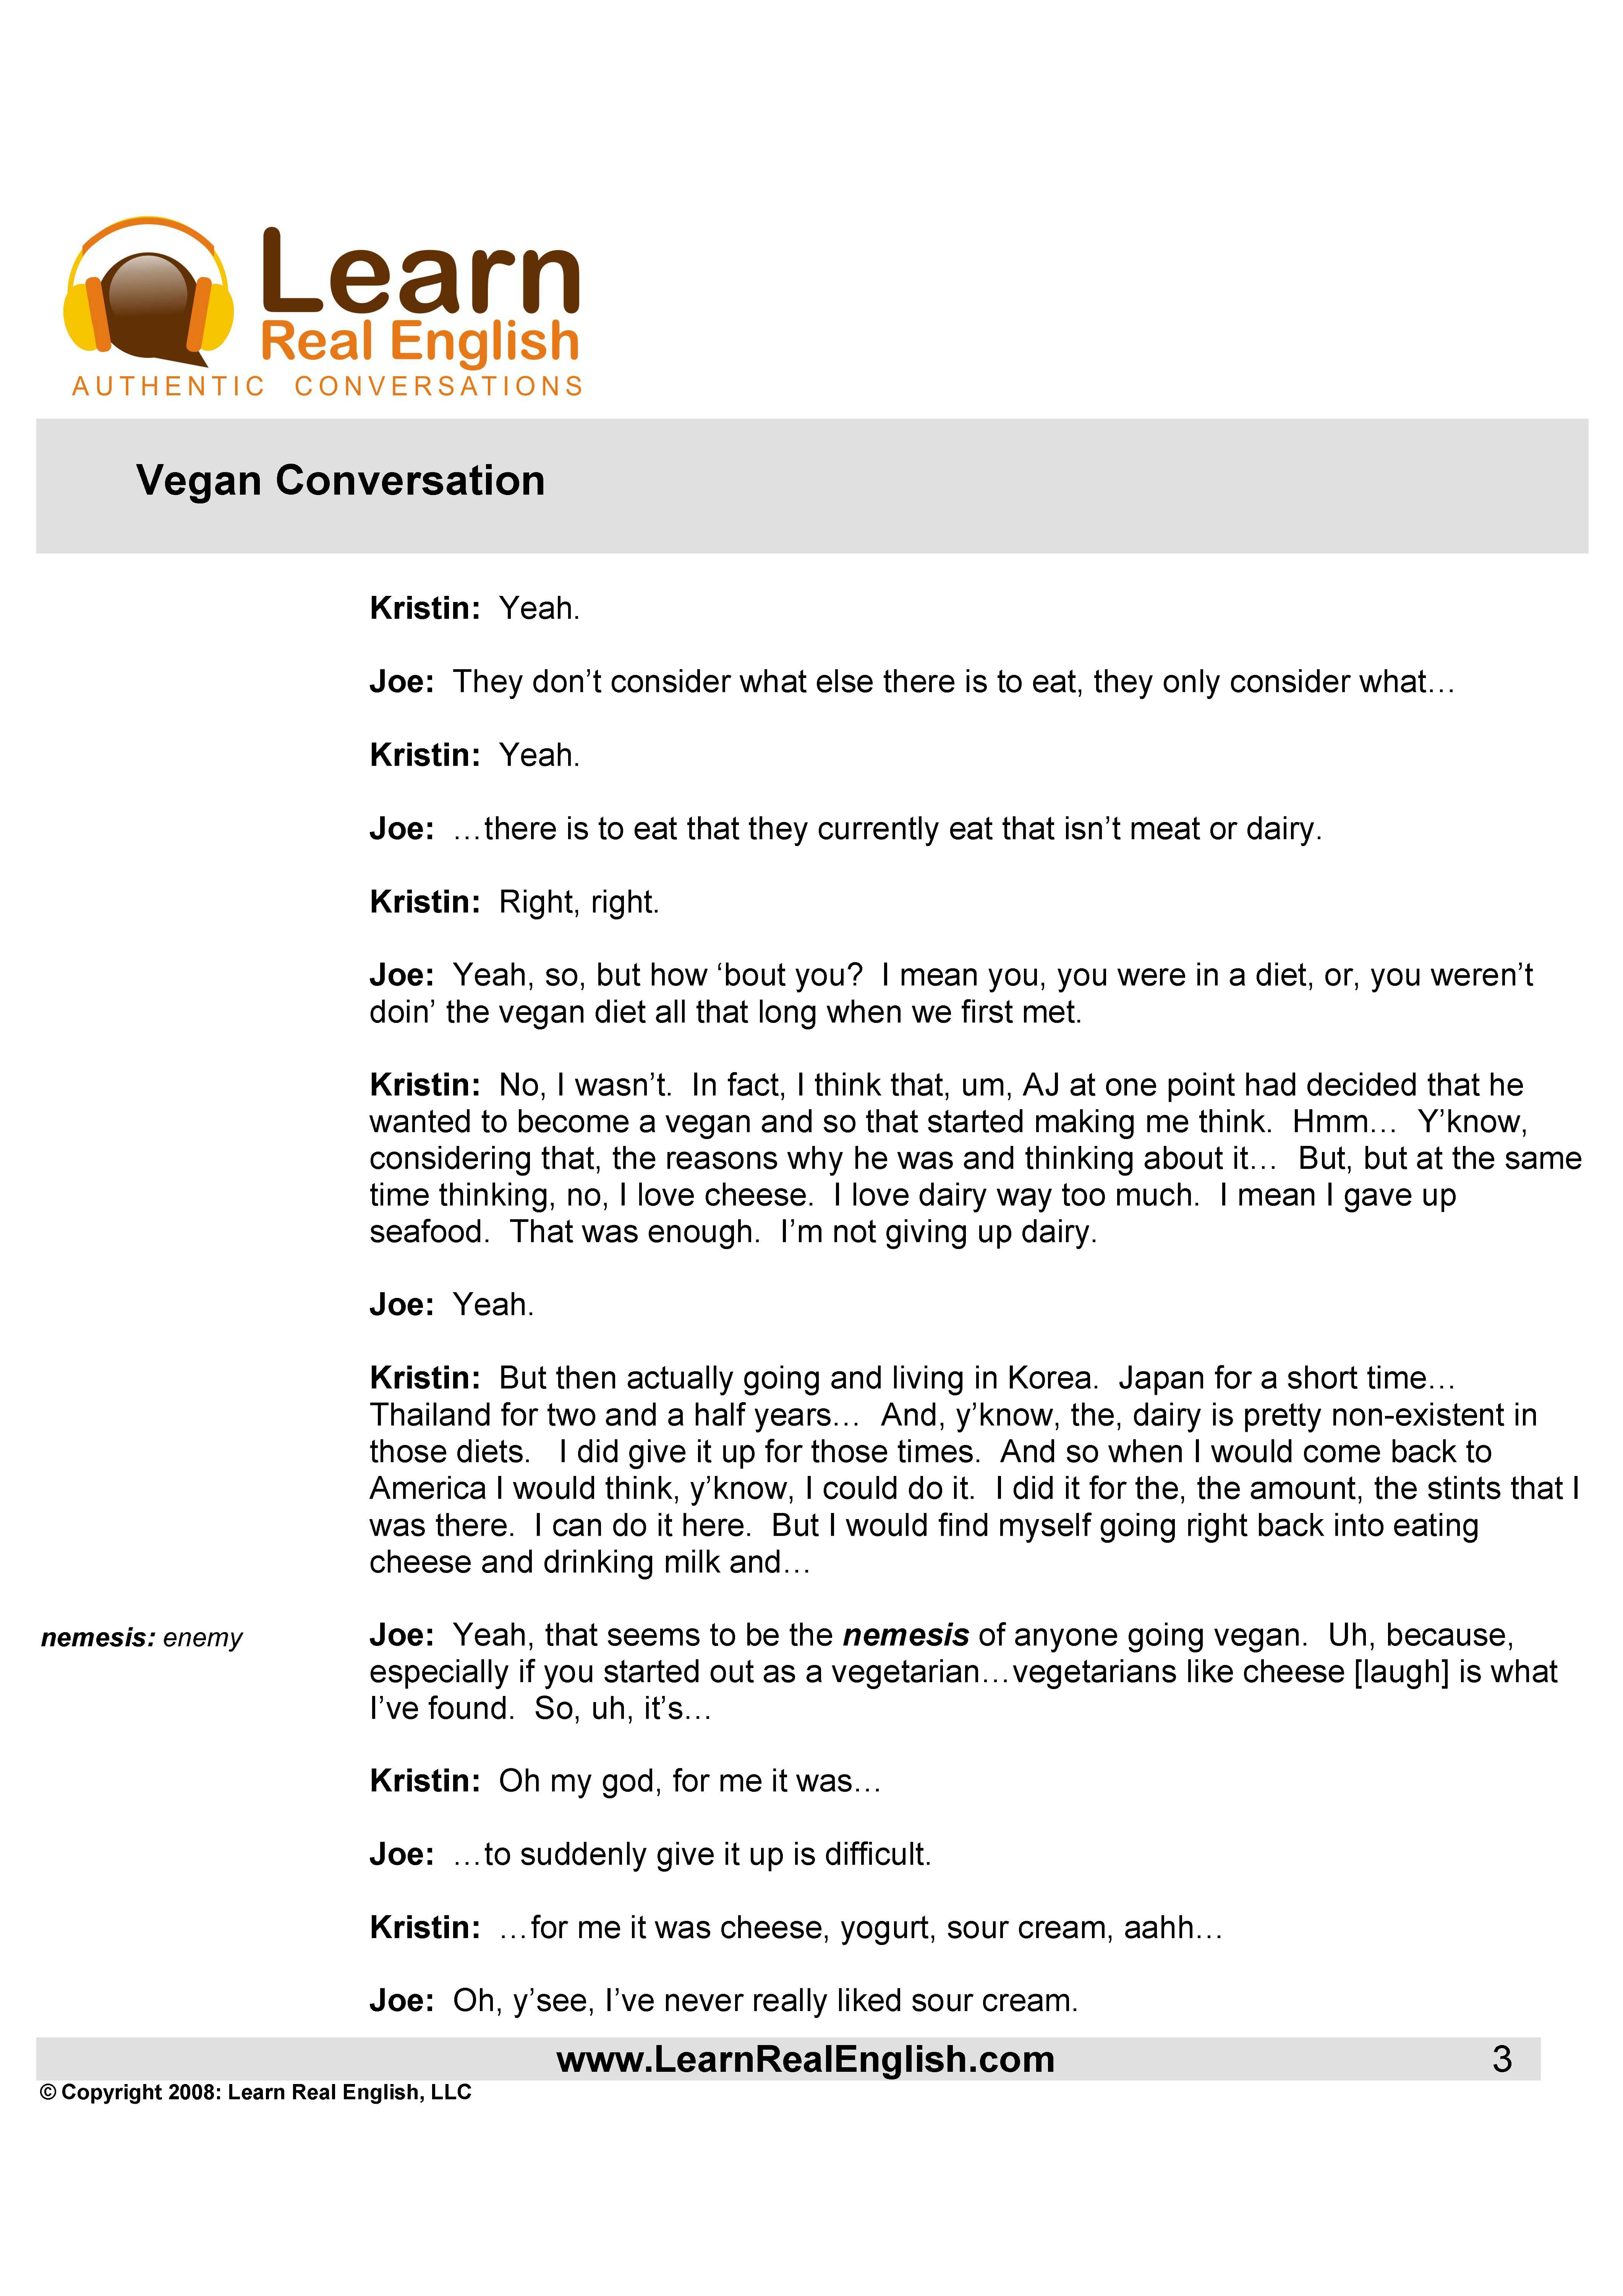 Learn
Real English
AUTHENTIC CONVERSATIONS
Vegan Conversation
Kristin: Yeah.
Joe: They don’t consider what else there is to eat, they only consider what…
Kristin: Yeah.
Joe: …there is to eat that they currently eat that isn’t meat or dairy.
Kristin: Right, right.
Joe: Yeah, so, but how ‘bout you? I mean you, you were in a diet, or, you weren’t
doin’ the vegan diet all that long when we first met.
Kristin: No, I wasn’t. In fact, I think that, um, AJ at one point had decided that he
wanted to become a vegan and so that started making me think. Hmm… Y’know,
considering that, the reasons why he was and thinking about it… But, but at the same
time thinking, no, I love cheese. I love dairy way too much. I mean I gave up
seafood. That was enough. I’m not giving up dairy.
Joe: Yeah.
Kristin: But then actually going and living in Korea. Japan for a short time…
Thailand for two and a half years… And, y’know, the, dairy is pretty non-existent in
those diets. I did give it up for those times. And so when I would come back to
America I would think, y’know, I could do it. I did it for the, the amount, the stints that I
was there. I can do it here. But I would find myself going right back into eating
cheese and drinking milk and…
nemesis: enemy
Joe: Yeah, that seems to be the nemesis of anyone going vegan. Uh, because,
especially if you started out as a vegetarian…vegetarians like cheese [laugh] is what
I’ve found. So, uh, it’s…
Kristin: Oh my god, for me it was…
Joe: …to suddenly give it up is difficult.
Kristin: …for me it was cheese, yogurt, sour cream, aahh…
Joe: Oh, y’see, I’ve never really liked sour cream.
www.LearnRealEnglish.com 3
© Copyright 2008: Learn Real English, LLC